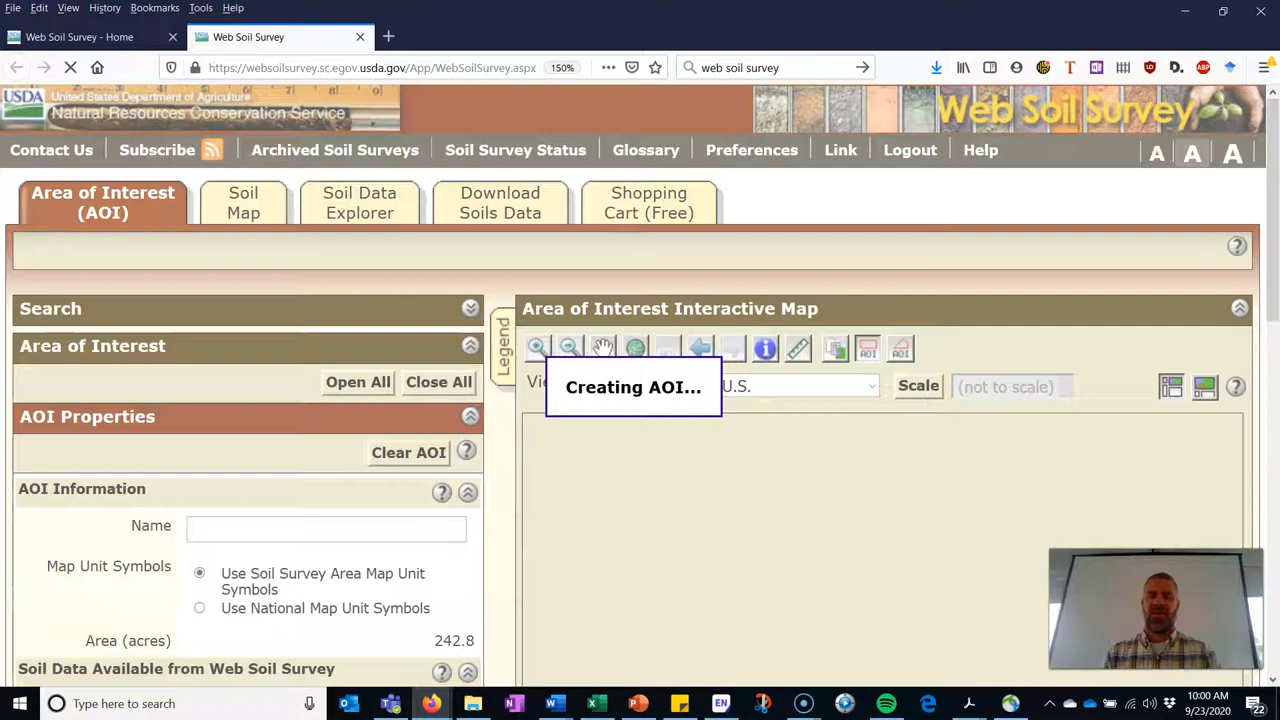 File Edit View History Bookmarks Tools Help
Web Soil Survey - Home
Web Soil Survey
https://websoilsurvey.sc.egov.usda.gov/App/WebSoilSurvey.aspx
150%
web soil survey
USDA
United States Department of Agriculture
Natural Resources Conservation Service
Web Soil Survey
Contact Us
Subscribe
Archived Soil Surveys
Soil Survey Status
Glossary
Preferences
Link
Logout
Help
A A A
Area of Interest
(AOI)
Soil
Map
Soil Data
Explorer
Download
Soils Data
Shopping
Cart (Free)
Search
Area of Interest
Open All
Close All
AOI Properties
Clear AOI
AOI Information
Name
Map Unit Symbols
Use Soil Survey Area Map Unit
Symbols
Use National Map Unit Symbols
Area (acres)
242.8
Soil Data Available from Web Soil Survey
Legend
Area of Interest Interactive Map
AOI
AOI
U.S.
Scale
(not to scale)
Creating AOI...
Type here to search
10:00 AM
9/23/2020
22